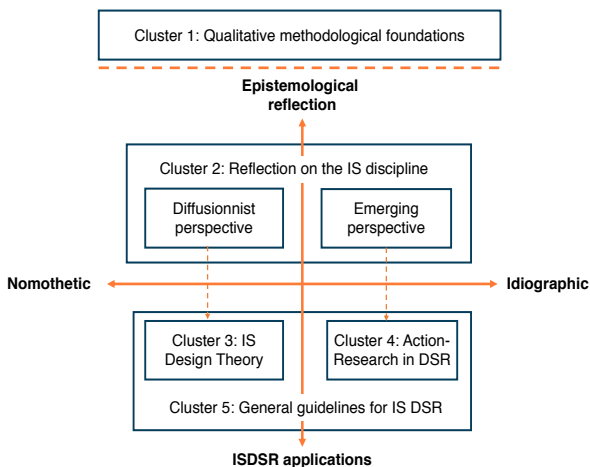 Cluster 1: Qualitative methodological foundations
Epistemological
reflection
Cluster 2: Reflection on the IS discipline
Diffusionnist
perspective
Emerging
perspective
Nomothetic
Idiographic
Cluster 3: IS
Design Theory
Cluster 4: Action-
Research in DSR
Cluster 5: General guidelines for IS DSR
ISDSR applications